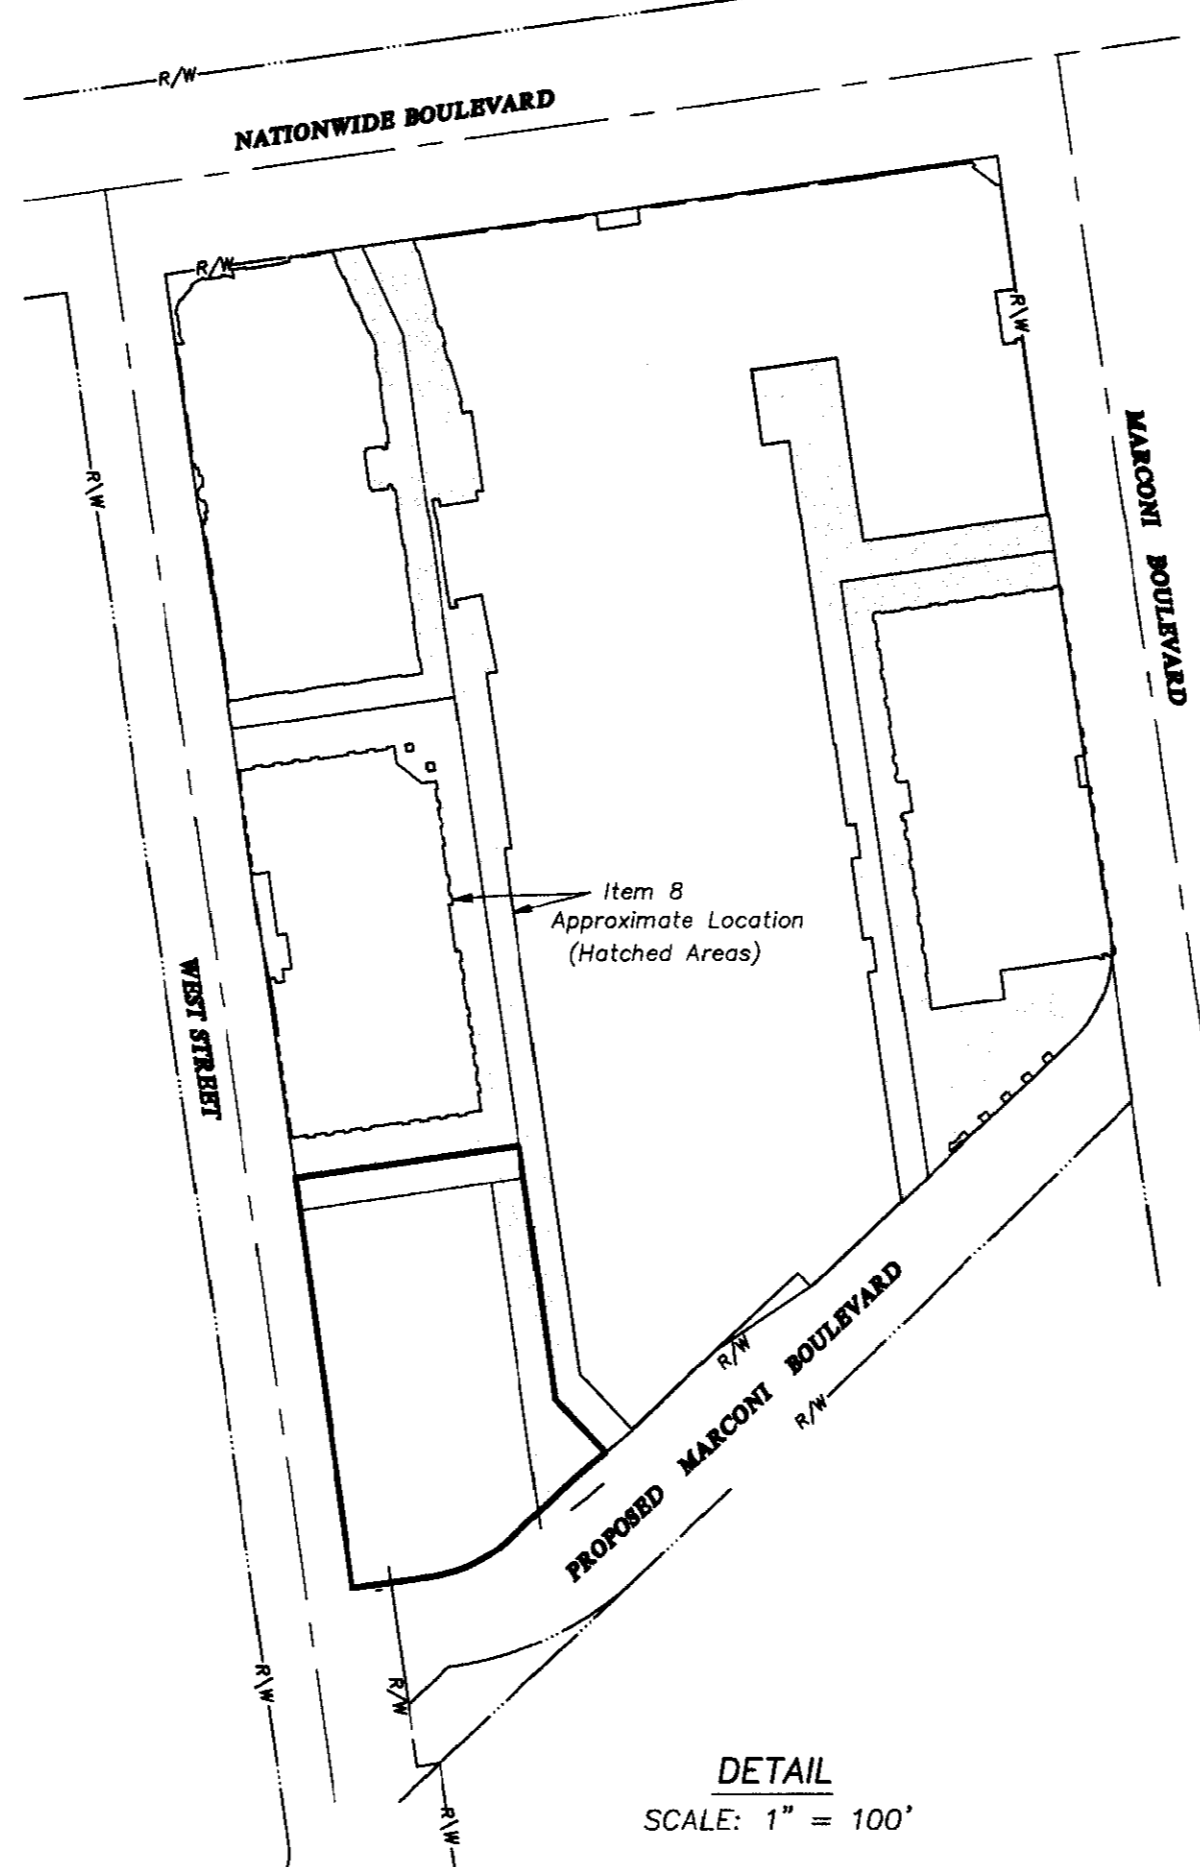 R/W
NATIONWIDE BOULEVARD
R/W
R/W
R/W
MARCONI BOULEVARD
Item 8
Approximate Location
(Hatched Areas)
WEST STREET
R/W
PROPOSED MARCONI BOULEVARD
R/W
R/W
R/W
R/W
DETAIL
SCALE: 1" = 100'